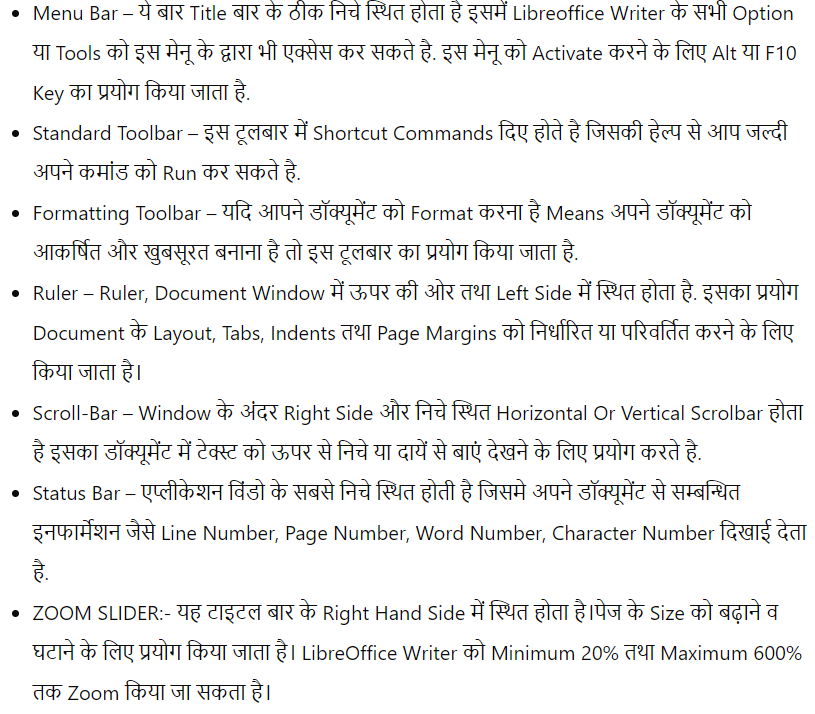 • Menu Bar – ये बार Title बार के ठीक निचे स्थित होता है इसमें Libreoffice Writer के सभी Option
या Tools को इस मेनू के द्वारा भी एक्सेस कर सकते है. इस मेनू को Activate करने के लिए Alt या F10
Key का प्रयोग किया जाता है.
• Standard Toolbar – इस टूलबार में Shortcut Commands दिए होते है जिसकी हेल्प से आप जल्दी
अपने कमांड को Run कर सकते है.
• Formatting Toolbar – यदि आपने डॉक्यूमेंट को Format करना है Means अपने डॉक्यूमेंट को
आकर्षित और खुबसूरत बनाना है तो इस टूलबार का प्रयोग किया जाता है.
• Ruler – Ruler, Document Window में ऊपर की ओर तथा Left Side में स्थित होता है. इसका प्रयोग
Document के Layout, Tabs, Indents तथा Page Margins को निर्धारित या परिवर्तित करने के लिए
किया जाता है।
• Scroll-Bar – Window के अंदर Right Side और निचे स्थित Horizontal Or Vertical Scrolbar होता
है इसका डॉक्यूमेंट में टेक्स्ट को ऊपर से निचे या दायें से बाएं देखने के लिए प्रयोग करते है.
• Status Bar – एप्लीकेशन विंडो के सबसे निचे स्थित होती है जिसमे अपने डॉक्यूमेंट से सम्बन्धित
इनफार्मेशन जैसे Line Number, Page Number, Word Number, Character Number दिखाई देता
है.
• ZOOM SLIDER:- यह टाइटल बार के Right Hand Side में स्थित होता है।पेज के Size को बढ़ाने व
घटाने के लिए प्रयोग किया जाता है। LibreOffice Writer को Minimum 20% तथा Maximum 600%
तक Zoom किया जा सकता है।